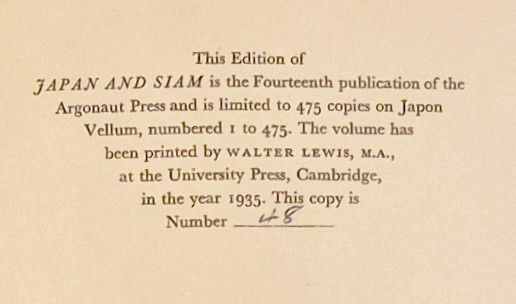 This Edition of
JAPAN AND SIAM is the Fourteenth publication of the
Argonaut Press and is limited to 475 copies on Japon
Vellum, numbered 1 to 475. The volume has
been printed by WALTER LEWIS, M.A.,
at the University Press, Cambridge,
in the year 1935. This copy is
Number 48